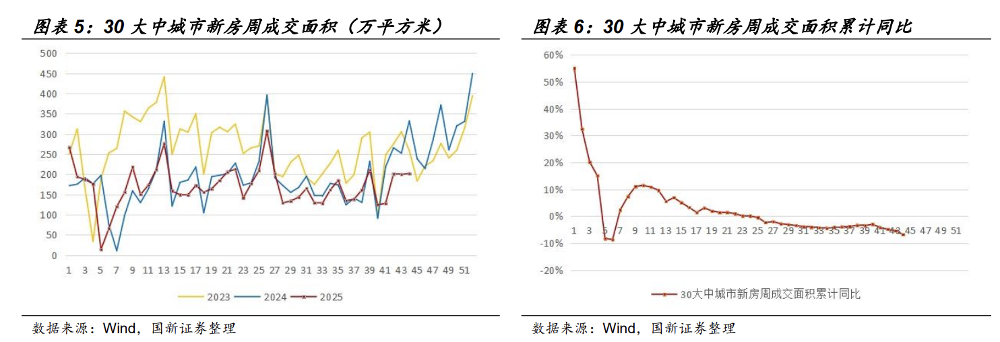 图表 5：30 大中城市新房周成交面积（万平方米）
500
450
400
350
300
250
200
150
100
50
0
1 3 5 7 9 11 13 15 17 19 21 23 25 27 29 31 33 35 37 39 41 43 45 47 49 51
2023 2024 2025
数据来源：Wind，国新证券整理
图表 6：30 大中城市新房周成交面积累计同比
60%
50%
40%
30%
20%
10%
0%
-10%
-20%
1 3 5 7 9 11 13 15 17 19 21 23 25 27 29 31 33 35 37 39 41 43 45 47 49 51
30大中城市新房周成交面积累计同比
数据来源：Wind，国新证券整理